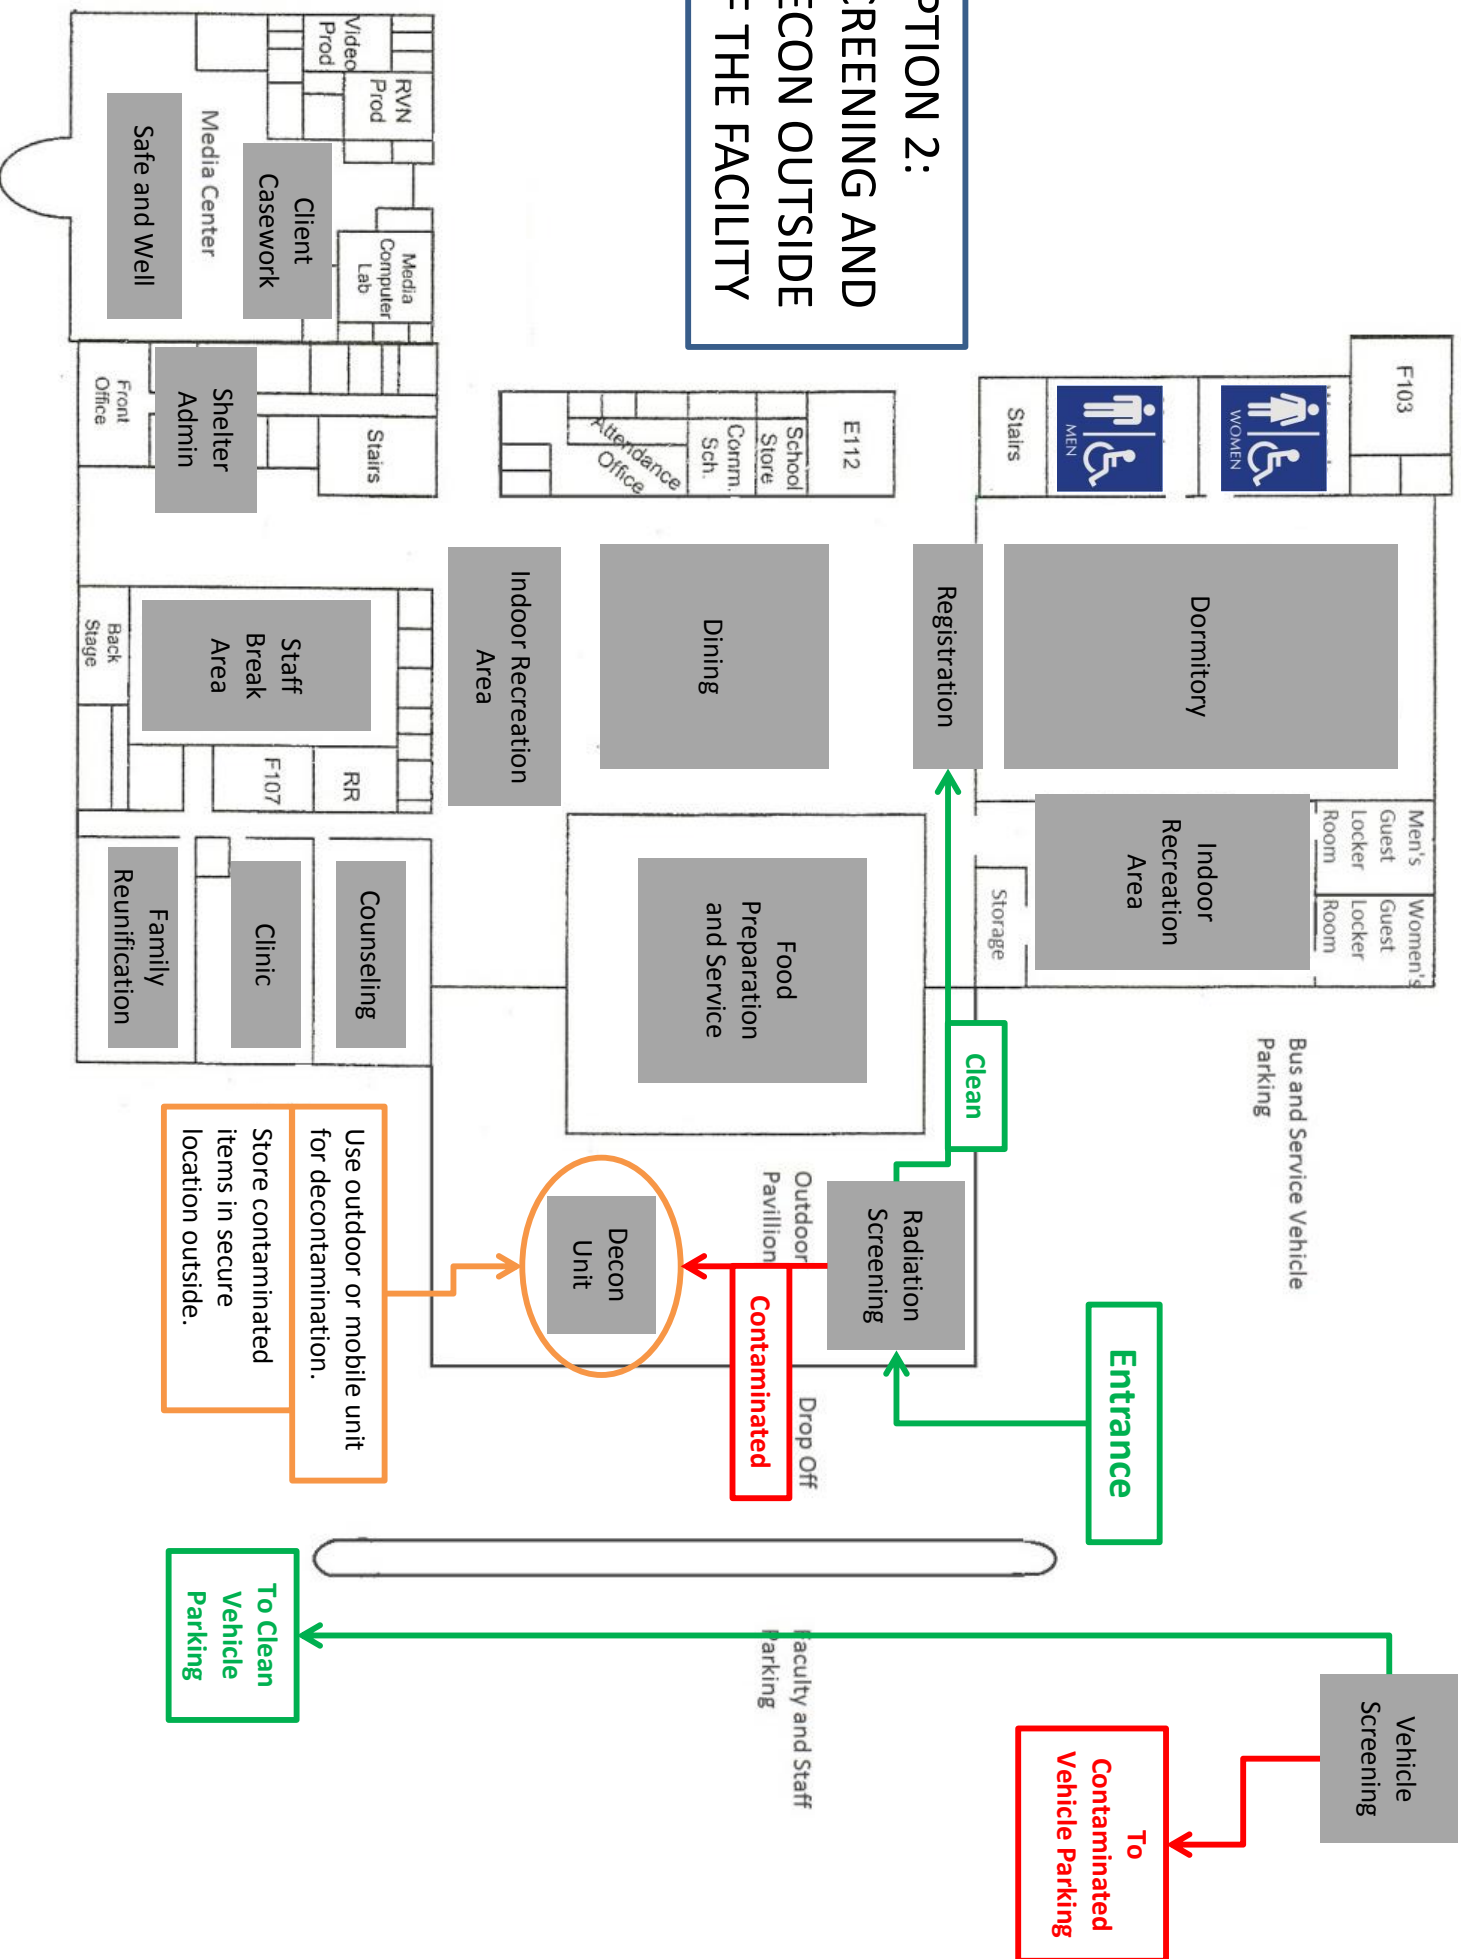 PTION 2:
CREENING AND
ECON OUTSIDE
F THE FACILITY
F103
WOMEN
MEN
Stairs
Dormitory
Men's
Guest
Locker
Room
Women's
Guest
Locker
Room
Indoor
Recreation
Area
Storage
Bus and Service Vehicle
Parking
Entrance
Vehicle
Screening
To
Contaminated
Vehicle Parking
Registration
Clean
Radiation
Screening
Outdoor
Pavillion
Drop Off
Contaminated
Faculty and Staff
Parking
E112
School
Store
Comm.
Sch.
Attendance
Office
Dining
Food
Preparation
and Service
Decon
Unit
Indoor Recreation
Area
Video
Prod
RVN
Prod
Media
Computer
Lab
Client
Casework
Media Center
Safe and Well
Stairs
Shelter
Admin
Front
Office
Staff
Break
Area
Back
Stage
RR
F107
Counseling
Clinic
Family
Reunification
Use outdoor or mobile unit
for decontamination.
Store contaminated
items in secure
location outside.
To Clean
Vehicle
Parking